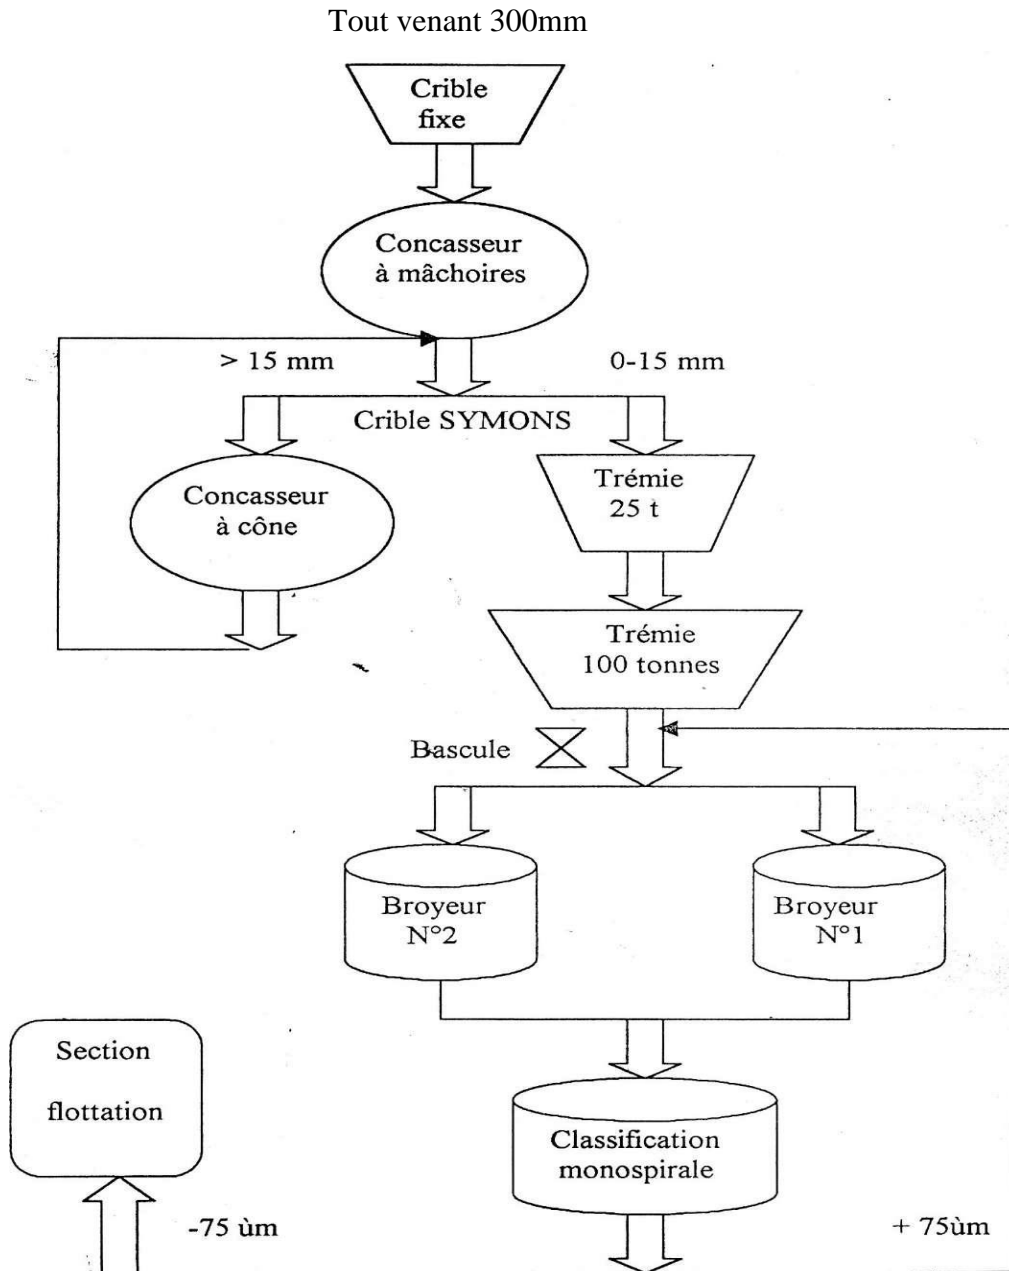 Tout venant 300mm
Crible
fixe
Concasseur
à mâchoires
> 15 mm
0-15 mm
Crible SYMONS
Concasseur
à cône
Trémie
25 t
Trémie
100 tonnes
Bascule
Broyeur
N°2
Broyeur
N°1
Section
flottation
Classification
monospirale
-75 ùm
+ 75ùm